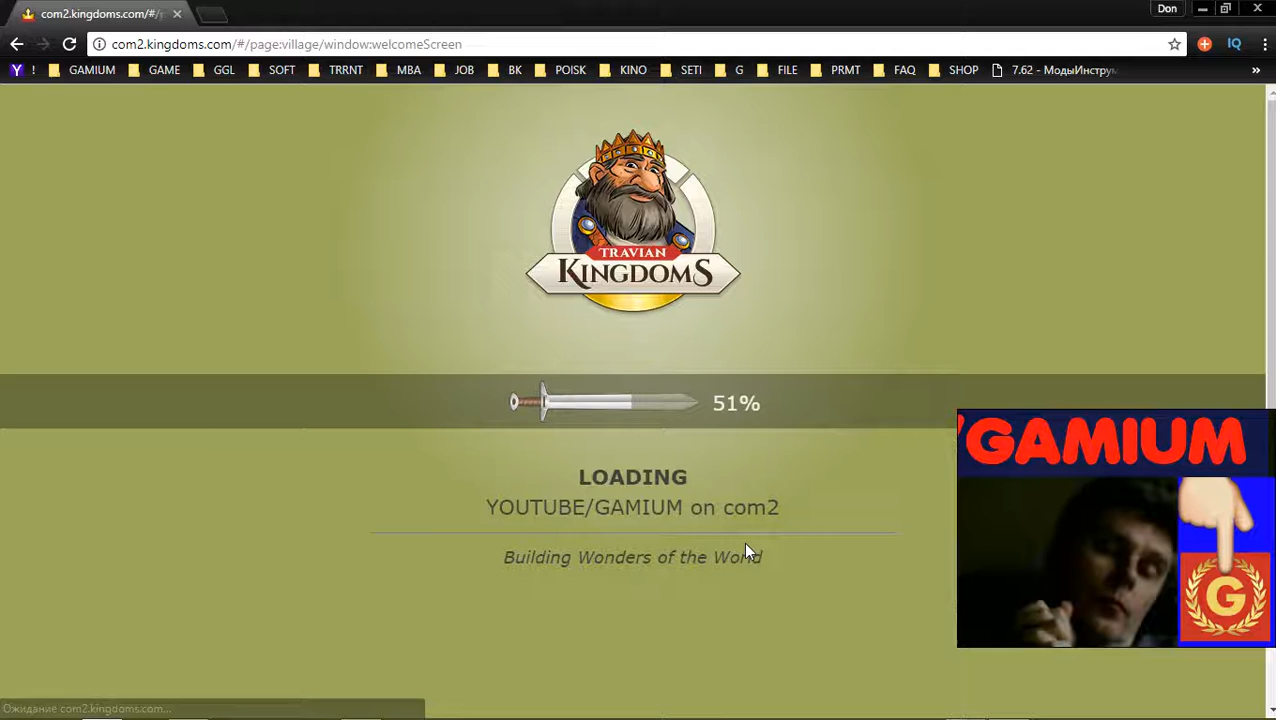 com2.kingdoms.com/#/p
Don
com2.kingdoms.com/#/page:village/window:welcomeScreen
IQ
Y ! GAMIUM GAME GGL SOFT TRRNT MBA JOB BK POISK KINO SETI G FILE PRMT FAQ SHOP 7.62 - МодыИнструм »
TRAVIAN
KINGDOMS
51%
LOADING
YOUTUBE/GAMIUM on com2
Building Wonders of the World
/GAMIUM
G
Ожидание com2.kingdoms.com...